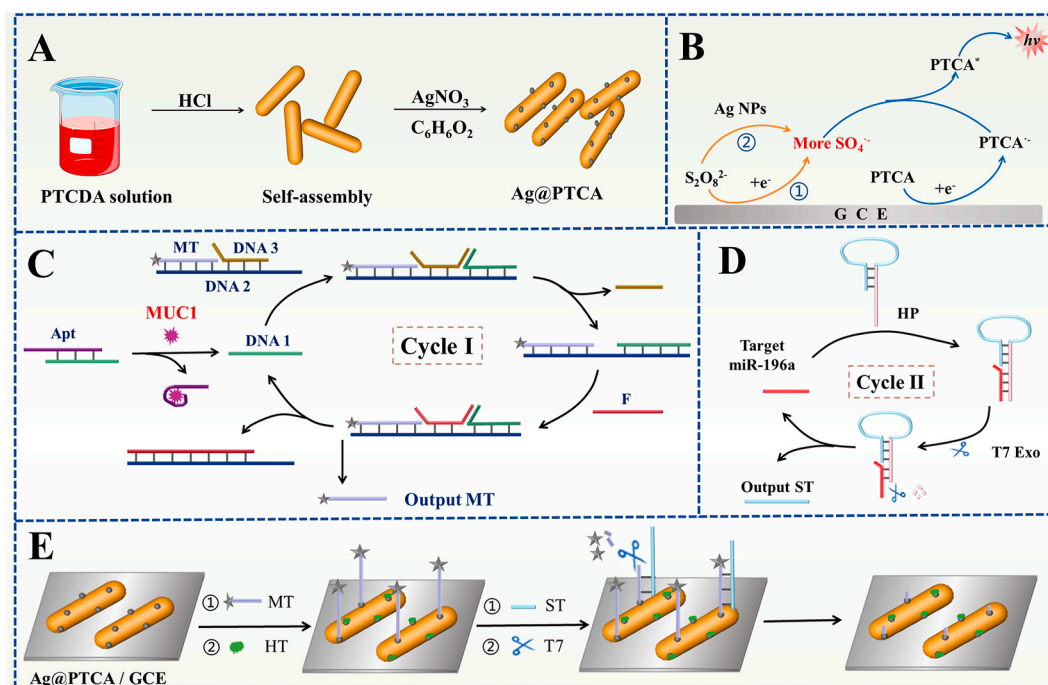 A
HCl
AgNO3
C6H6O2
PTCDA solution
Self-assembly
Ag@PTCA
B
hv
PTCA*
Ag NPs
②
More SO4·-
PTCA·-
S2O8²⁻
+e-
①
PTCA
+e-
G C E
C
MT
DNA 3
DNA 2
MUC1
Apt
DNA 1
Cycle I
F
Output MT
D
HP
Target
miR-196a
Cycle II
T7 Exo
Output ST
E
① MT
② HT
① ST
② T7
Ag@PTCA / GCE